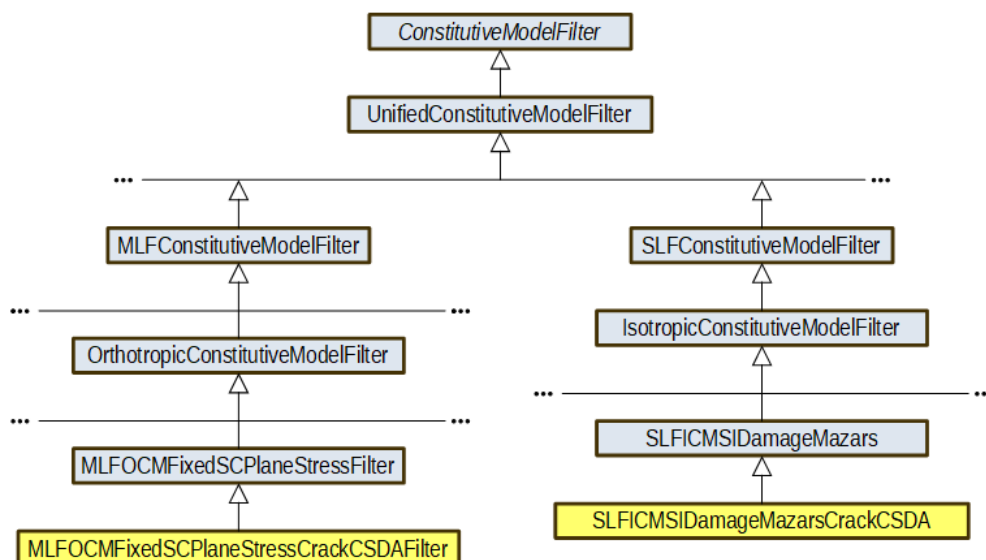 ConstitutiveModelFilter
UnifiedConstitutiveModelFilter
... ...
MLFConstitutiveModelFilter SLFConstitutiveModelFilter
... ...
IsotropicConstitutiveModelFilter
OrthotropicConstitutiveModelFilter
... ...
... ...
SLFICMSIDamageMazars
MLFOCMFixedSCPlaneStressFilter
SLFICMSIDamageMazarsCrackCSDA
MLFOCMFixedSCPlaneStressCrackCSDAFilter